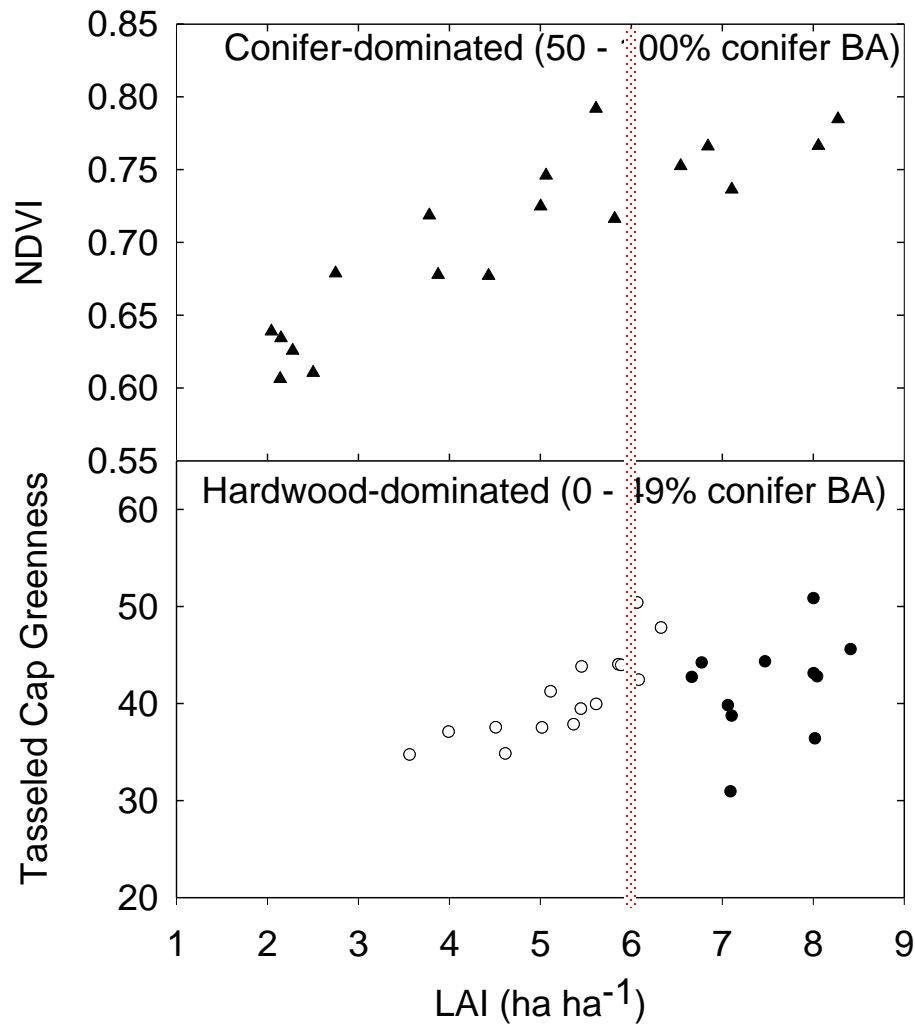 0.85
Conifer-dominated (50 - 100% conifer BA)
0.80
0.75
0.70
0.65
0.60
0.55
NDVI
Hardwood-dominated (0 - 49% conifer BA)
60
50
40
30
20
Tasseled Cap Greenness
1 2 3 4 5 6 7 8 9
LAI (ha ha-1)